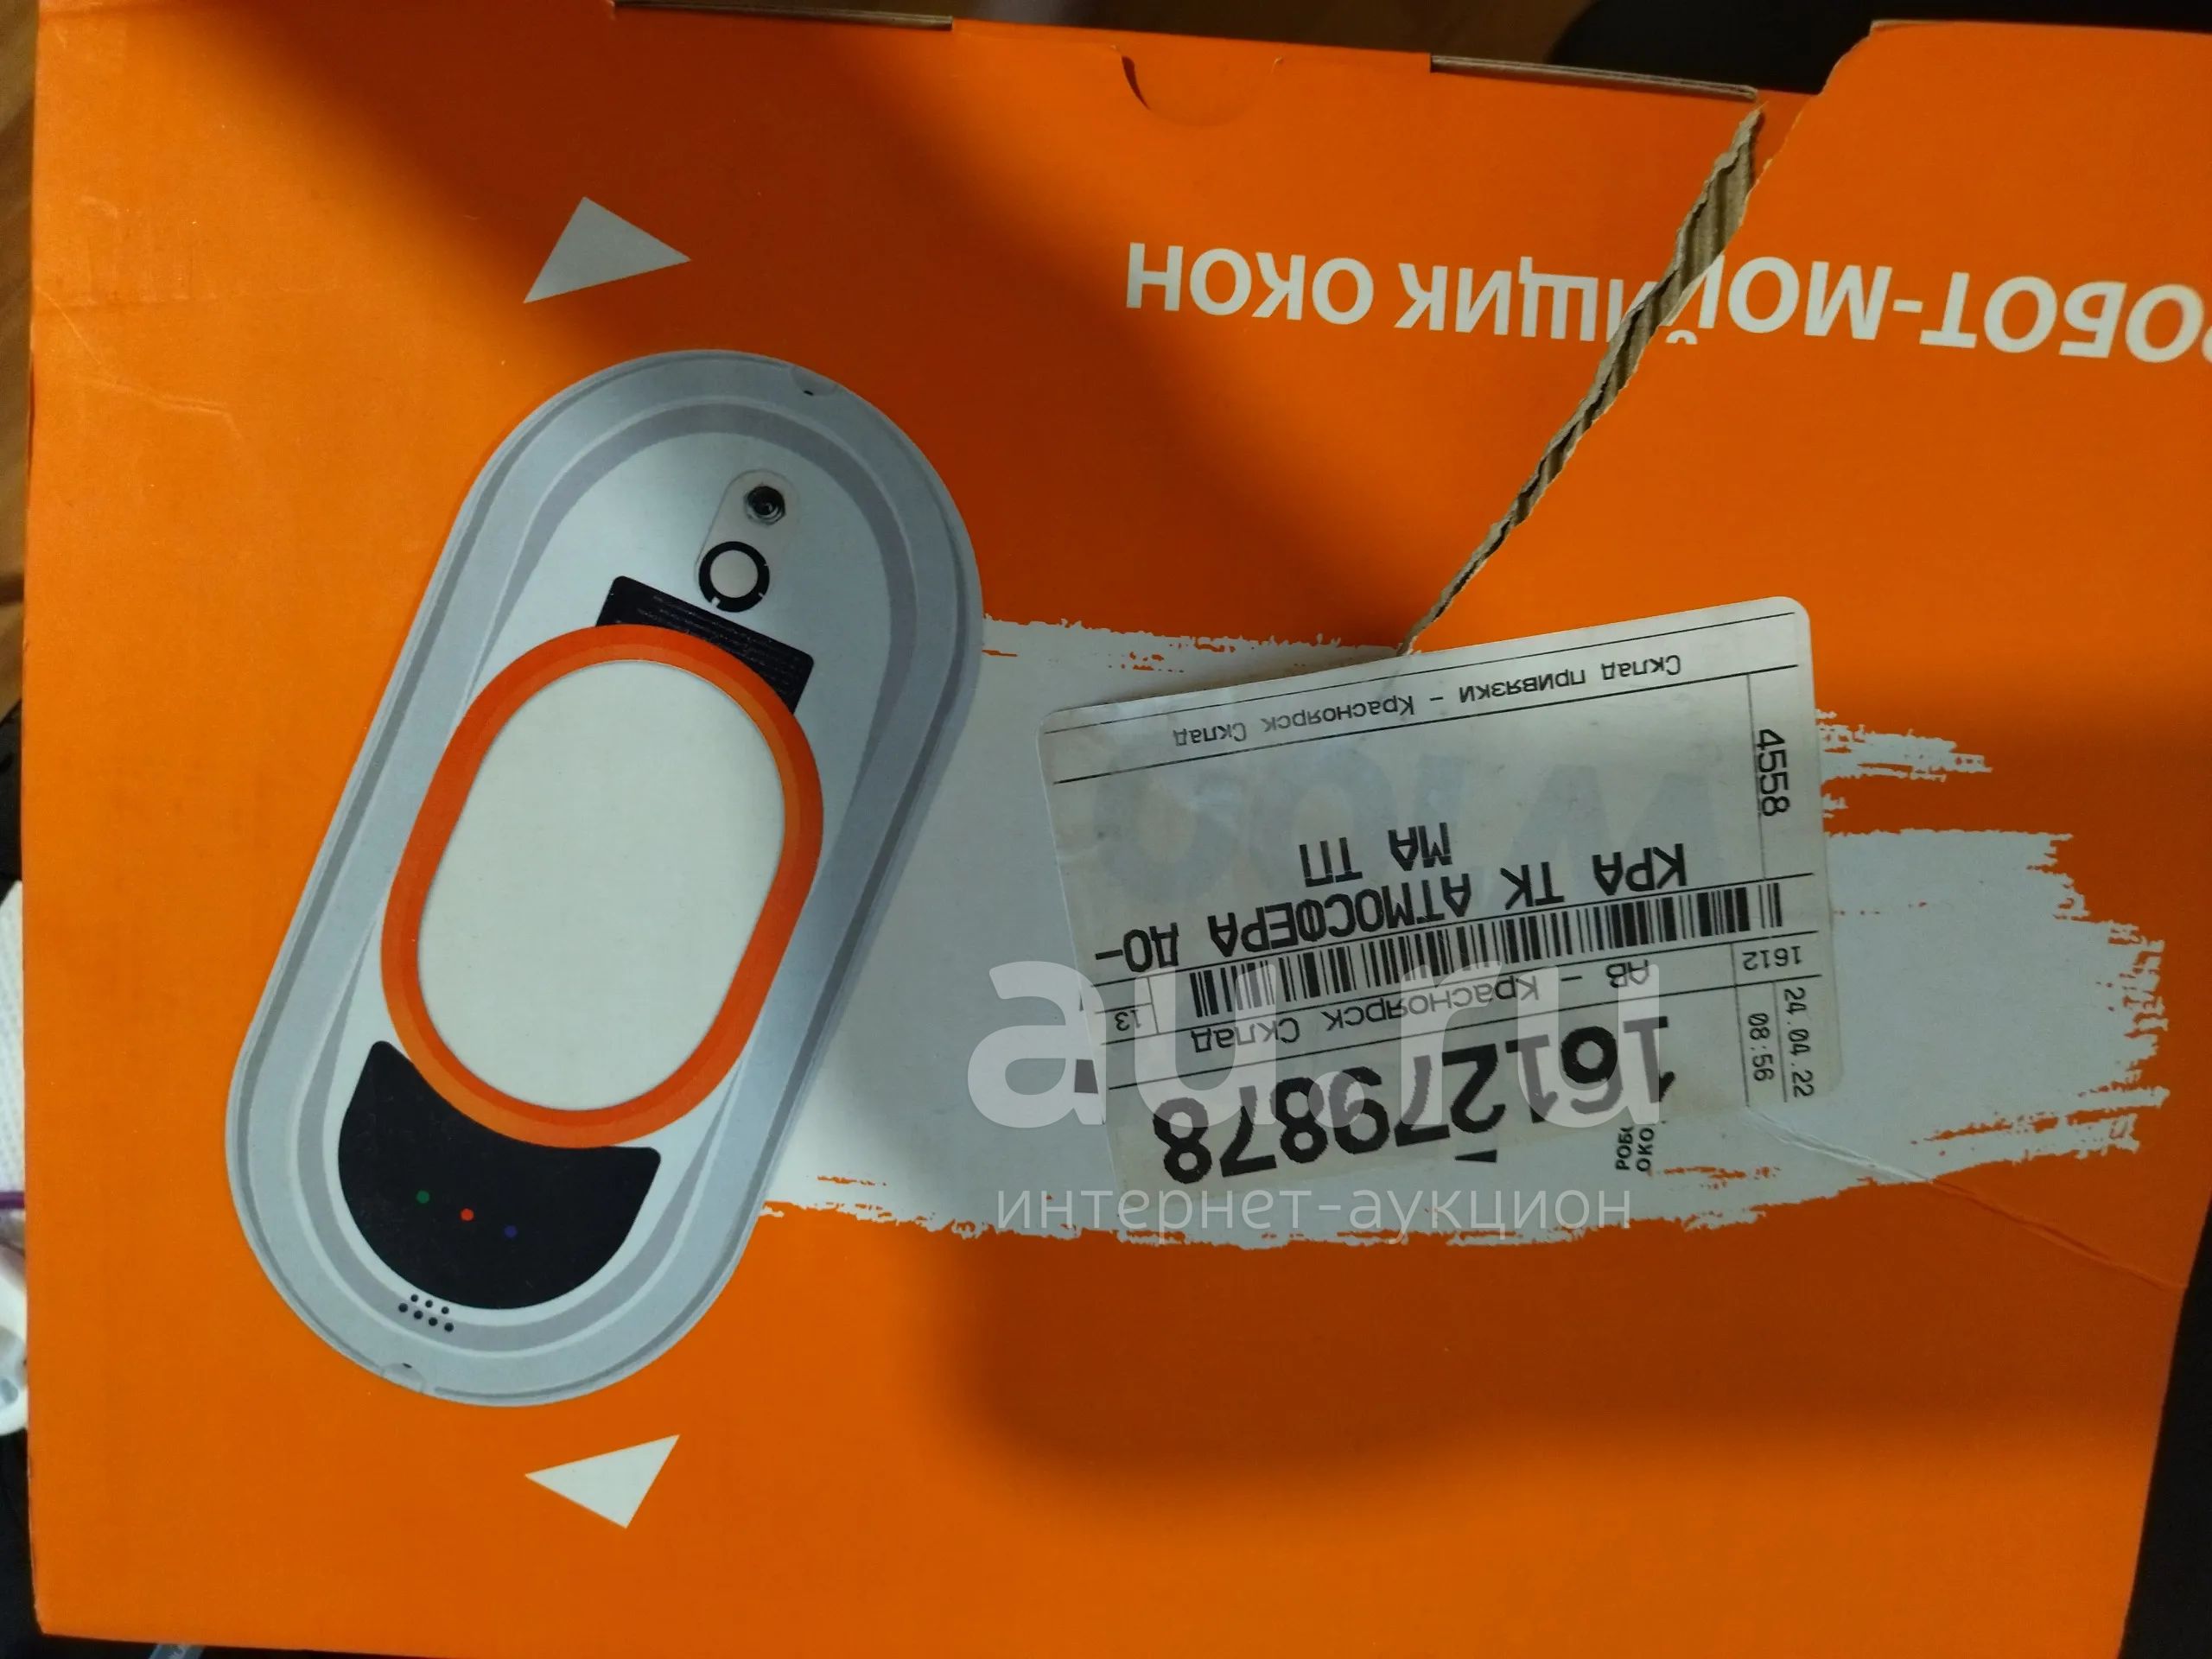 РОБОТ-МОЙЩИК ОКОН
24.04.22
08:56
161279878
АВ - Красноярск Склад
1612
13
КРА ТК АТМОСФЕРА ДО-
МА ТП
4558
Склад привязки - Красноярск Склад
au.ru
интернет-аукцион